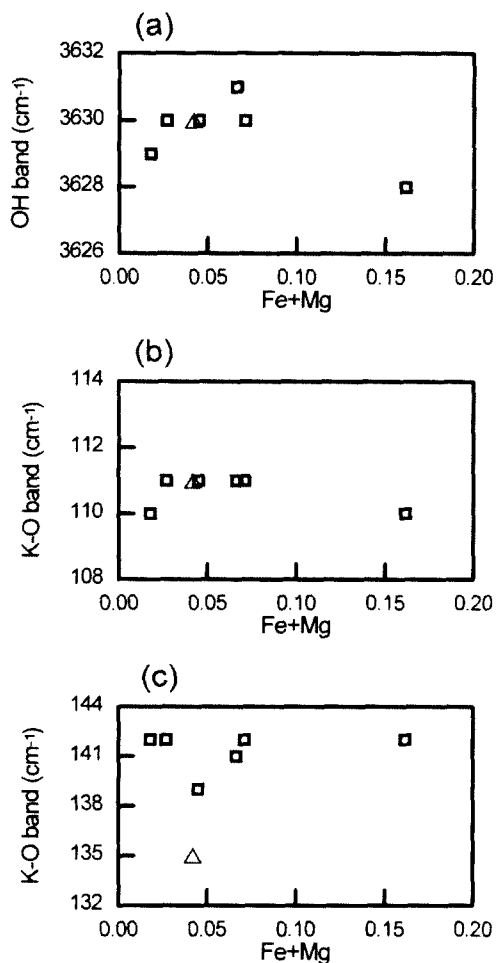 (a)
OH band (cm⁻¹)
3632
3630
3628
3626
0.00 0.05 0.10 0.15 0.20
Fe+Mg
(b)
K-O band (cm⁻¹)
114
112
110
108
0.00 0.05 0.10 0.15 0.20
Fe+Mg
(c)
K-O band (cm⁻¹)
144
141
138
135
132
0.00 0.05 0.10 0.15 0.20
Fe+Mg